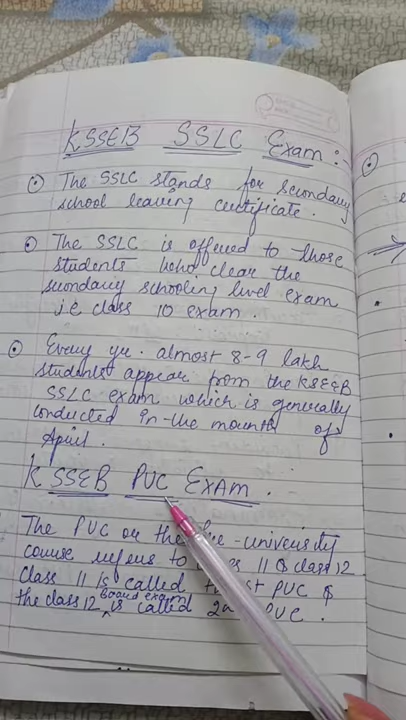 KSSEB SSLC Exam :-
The SSLC stands for secondary
school leaving certificate.
The SSLC is offered to those
students who clear the
secondary schooling level exam
i.e class 10 exam.
Every yr. almost 8-9 lakh
students appear from the KSEEB
SSLC exam which is generally
conducted in the month of
April.
KSSEB PUC EXAM :-
The PUC or the Pre-university
course refers to class 11 & class 12
Class 11 is called 1st PUC &
the class 12 board exam is called 2nd PUC.